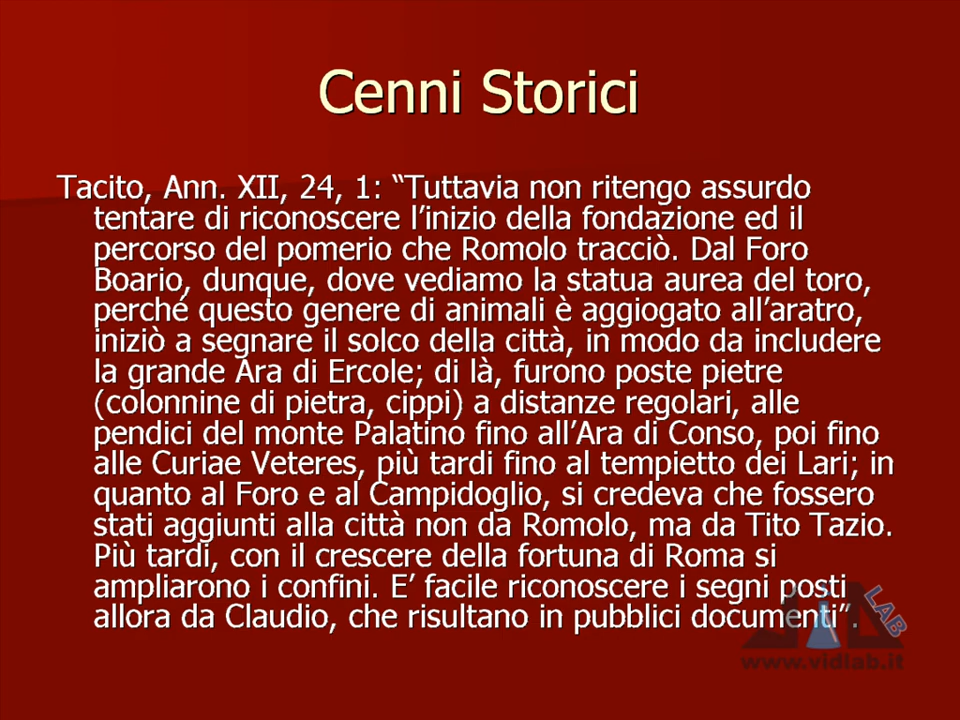 Cenni Storici
Tacito, Ann. XII, 24, 1: “Tuttavia non ritengo assurdo
tentare di riconoscere l’inizio della fondazione ed il
percorso del pomerio che Romolo tracciò. Dal Foro
Boario, dunque, dove vediamo la statua aurea del toro,
perché questo genere di animali è aggiogato all’aratro,
iniziò a segnare il solco della città, in modo da includere
la grande Ara di Ercole; di là, furono poste pietre
(colonnine di pietra, cippi) a distanze regolari, alle
pendici del monte Palatino fino all’Ara di Conso, poi fino
alle Curiae Veteres, più tardi fino al tempietto dei Lari; in
quanto al Foro e al Campidoglio, si credeva che fossero
stati aggiunti alla città non da Romolo, ma da Tito Tazio.
Più tardi, con il crescere della fortuna di Roma si
ampliarono i confini. E’ facile riconoscere i segni posti
allora da Claudio, che risultano in pubblici documenti”.
LAB
www.vidlab.it